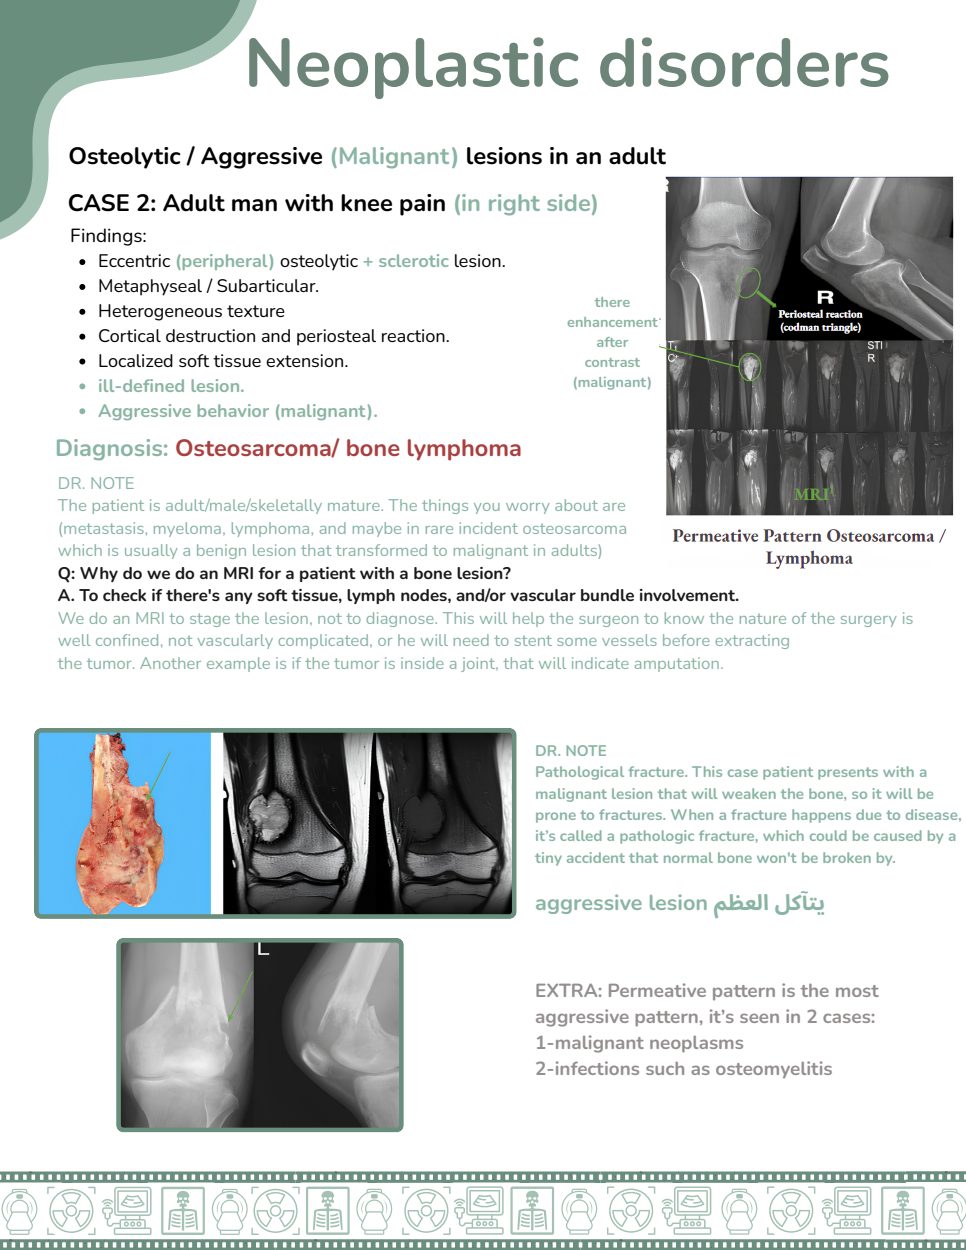 Neoplastic disorders
Osteolytic / Aggressive (Malignant) lesions in an adult
CASE 2: Adult man with knee pain (in right side)
Findings:
• Eccentric (peripheral) osteolytic + sclerotic lesion.
• Metaphyseal / Subarticular.
• Heterogeneous texture
• Cortical destruction and periosteal reaction.
• Localized soft tissue extension.
• ill-defined lesion.
• Aggressive behavior (malignant).
there
enhancement
after
contrast
(malignant)
R
Periosteal reaction
(codman triangle)
STI
R
MRI
Permeative Pattern Osteosarcoma /
Lymphoma
Diagnosis: Osteosarcoma/ bone lymphoma
DR. NOTE
The patient is adult/male/skeletally mature. The things you worry about are
(metastasis, myeloma, lymphoma, and maybe in rare incident osteosarcoma
which is usually a benign lesion that transformed to malignant in adults)
Q: Why do we do an MRI for a patient with a bone lesion?
A. To check if there's any soft tissue, lymph nodes, and/or vascular bundle involvement.
We do an MRI to stage the lesion, not to diagnose. This will help the surgeon to know the nature of the surgery is
well confined, not vascularly complicated, or he will need to stent some vessels before extracting
the tumor. Another example is if the tumor is inside a joint, that will indicate amputation.
DR. NOTE
Pathological fracture. This case patient presents with a
malignant lesion that will weaken the bone, so it will be
prone to fractures. When a fracture happens due to disease,
it's called a pathologic fracture, which could be caused by a
tiny accident that normal bone won't be broken by.
aggressive lesion يتآكل العظم
L
EXTRA: Permeative pattern is the most
aggressive pattern, it's seen in 2 cases:
1-malignant neoplasms
2-infections such as osteomyelitis